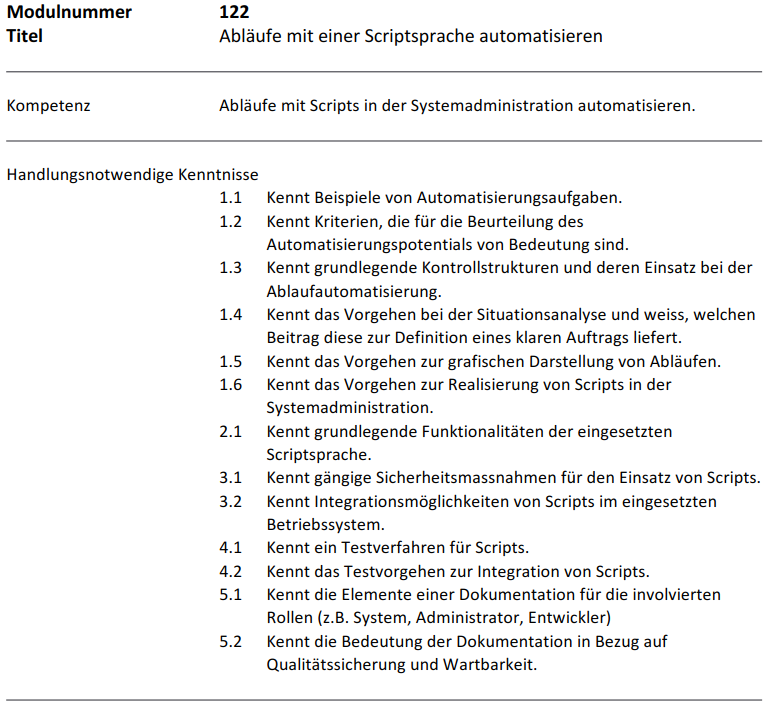 Modulnummer 122
Titel Abläufe mit einer Scriptsprache automatisieren
Kompetenz Abläufe mit Scripts in der Systemadministration automatisieren.
Handlungsnotwendige Kenntnisse
1.1 Kennt Beispiele von Automatisierungsaufgaben.
1.2 Kennt Kriterien, die für die Beurteilung des
Automatisierungspotentials von Bedeutung sind.
1.3 Kennt grundlegende Kontrollstrukturen und deren Einsatz bei der
Ablaufautomatisierung.
1.4 Kennt das Vorgehen bei der Situationsanalyse und weiss, welchen
Beitrag diese zur Definition eines klaren Auftrags liefert.
1.5 Kennt das Vorgehen zur grafischen Darstellung von Abläufen.
1.6 Kennt das Vorgehen zur Realisierung von Scripts in der
Systemadministration.
2.1 Kennt grundlegende Funktionalitäten der eingesetzten
Scriptsprache.
3.1 Kennt gängige Sicherheitsmassnahmen für den Einsatz von Scripts.
3.2 Kennt Integrationsmöglichkeiten von Scripts im eingesetzten
Betriebssystem.
4.1 Kennt ein Testverfahren für Scripts.
4.2 Kennt das Testvorgehen zur Integration von Scripts.
5.1 Kennt die Elemente einer Dokumentation für die involvierten
Rollen (z.B. System, Administrator, Entwickler)
5.2 Kennt die Bedeutung der Dokumentation in Bezug auf
Qualitätssicherung und Wartbarkeit.